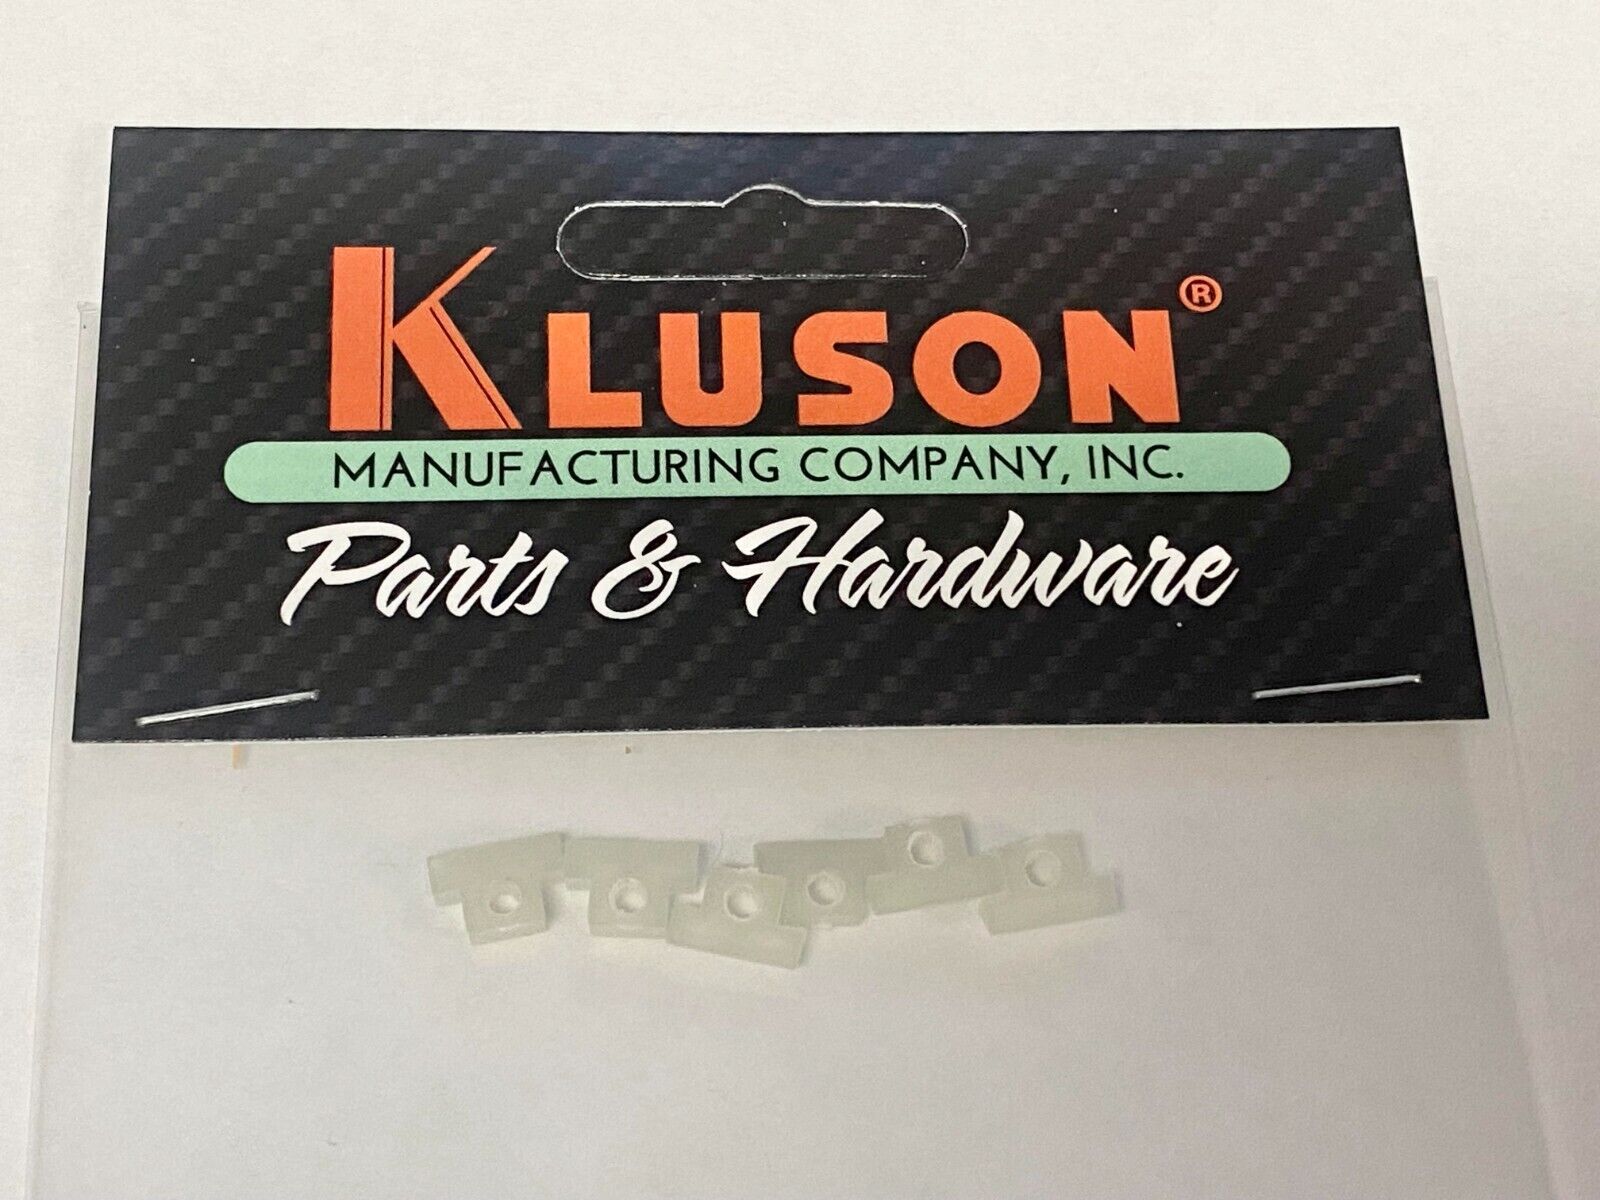 KLUSON®
MANUFACTURING COMPANY, INC.
Parts & Hardware